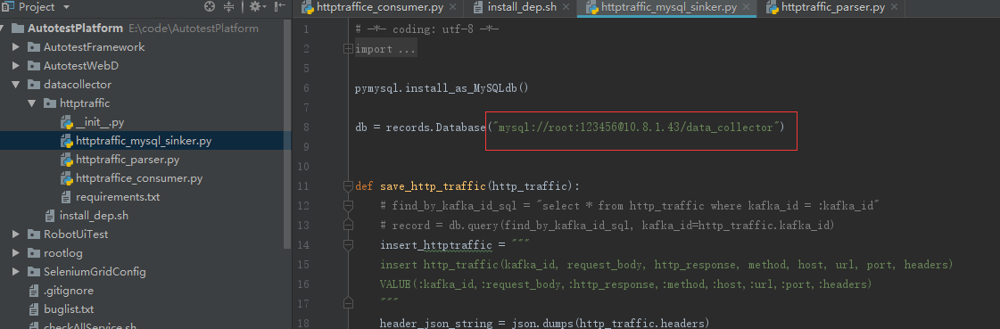 Project
AutotestPlatform E:\code\AutotestPlatform
AutotestFramework
AutotestWebD
datacollector
httptraffic
__init__.py
httptraffic_mysql_sinker.py
httptraffic_parser.py
httptraffice_consumer.py
requirements.txt
install_dep.sh
RobotUiTest
rootlog
SeleniumGridConfig
.gitignore
buglist.txt
checkAllService.sh
httptraffice_consumer.py × install_dep.sh × httptraffic_mysql_sinker.py × httptraffic_parser.py ×
1 # -*- coding: utf-8 -*-
2 import ...
5
6 pymysql.install_as_MySQLdb()
7
8 db = records.Database("mysql://root:123456@10.8.1.43/data_collector")
9
10
11 def save_http_traffic(http_traffic):
12 # find_by_kafka_id_sql = "select * from http_traffic where kafka_id = :kafka_id"
13 # record = db.query(find_by_kafka_id_sql, kafka_id=http_traffic.kafka_id)
14 insert_httptraffic = """
15 insert http_traffic(kafka_id, request_body, http_response, method, host, url, port, headers)
16 VALUE(:kafka_id,:request_body,:http_response,:method,:host,:url,:port,:headers)
17 """
18 header_json_string = json.dumps(http_traffic.headers)